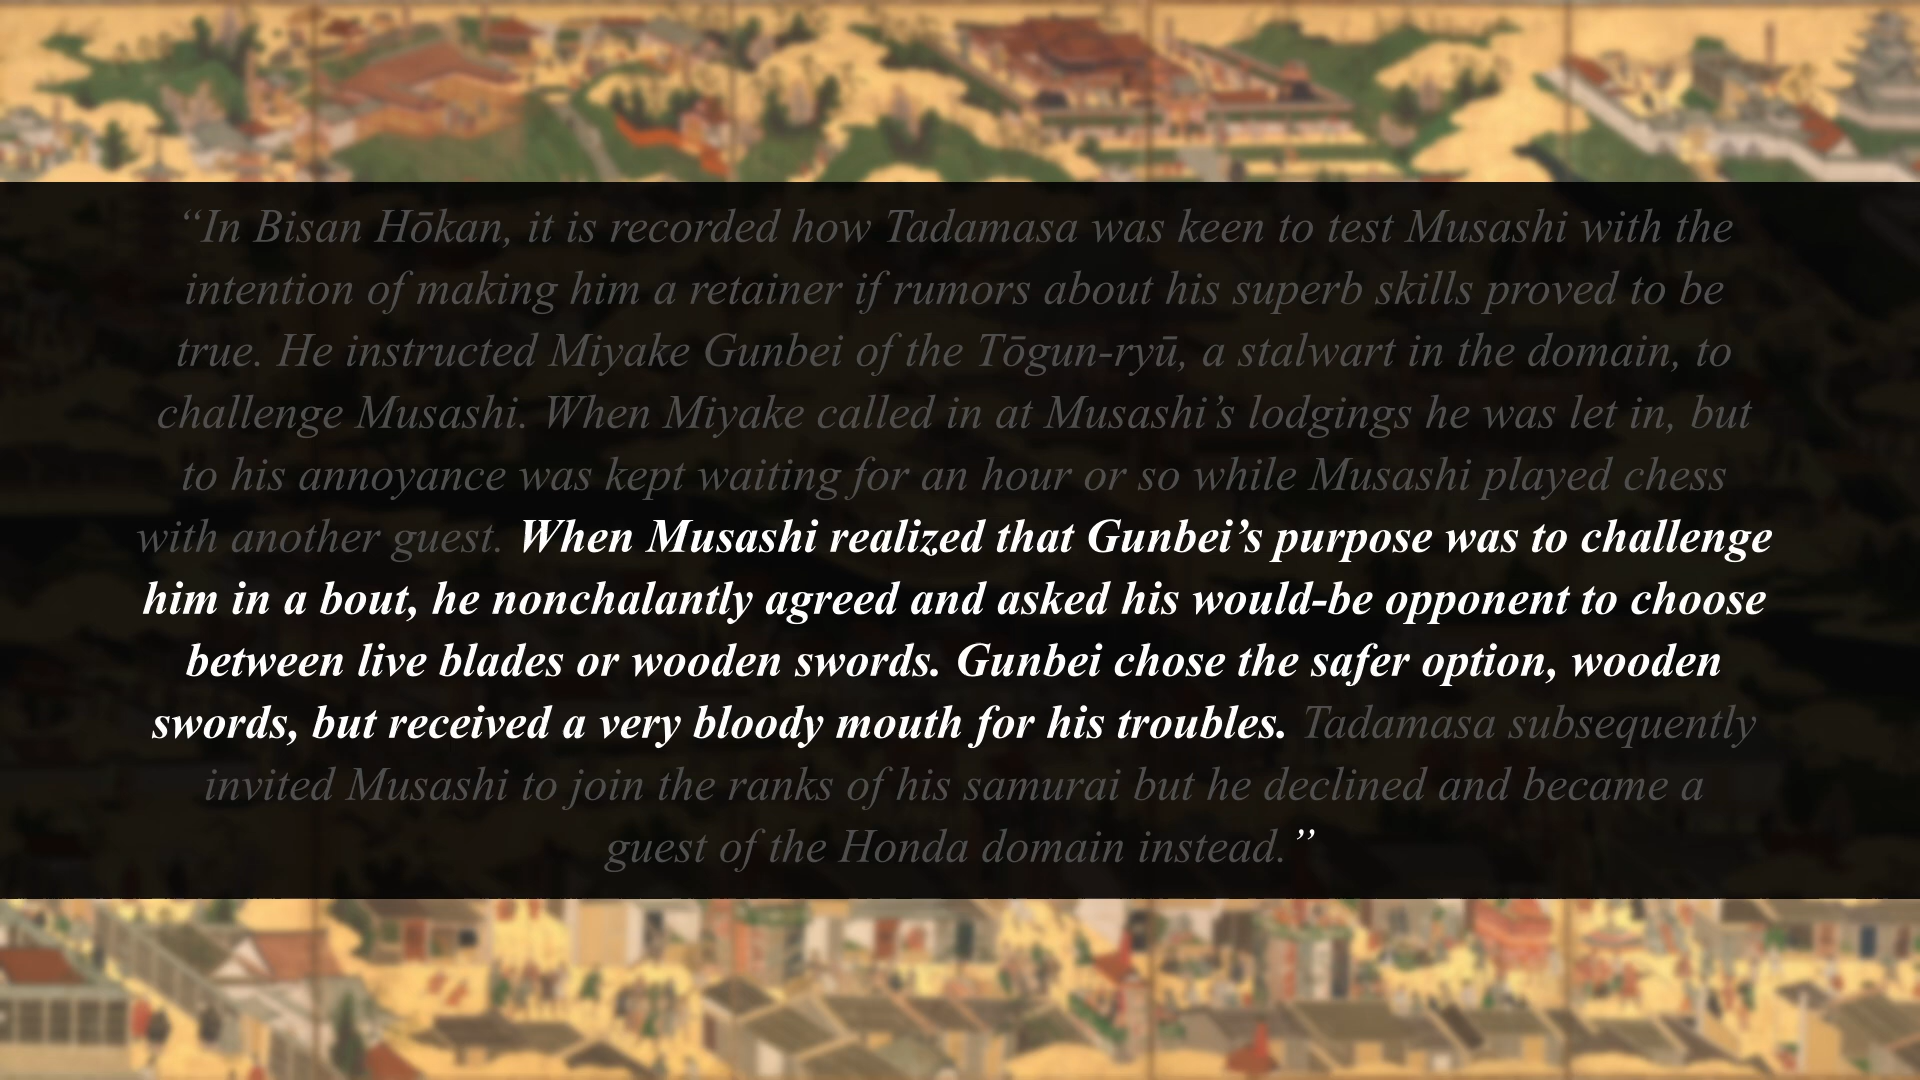 “In Bisan Hōkan, it is recorded how Tadamasa was keen to test Musashi with the
intention of making him a retainer if rumors about his superb skills proved to be
true. He instructed Miyake Gunbei of the Tōgun-ryū, a stalwart in the domain, to
challenge Musashi. When Miyake called in at Musashi’s lodgings he was let in, but
to his annoyance was kept waiting for an hour or so while Musashi played chess
with another guest. When Musashi realized that Gunbei’s purpose was to challenge
him in a bout, he nonchalantly agreed and asked his would-be opponent to choose
between live blades or wooden swords. Gunbei chose the safer option, wooden
swords, but received a very bloody mouth for his troubles. Tadamasa subsequently
invited Musashi to join the ranks of his samurai but he declined and became a
guest of the Honda domain instead.”